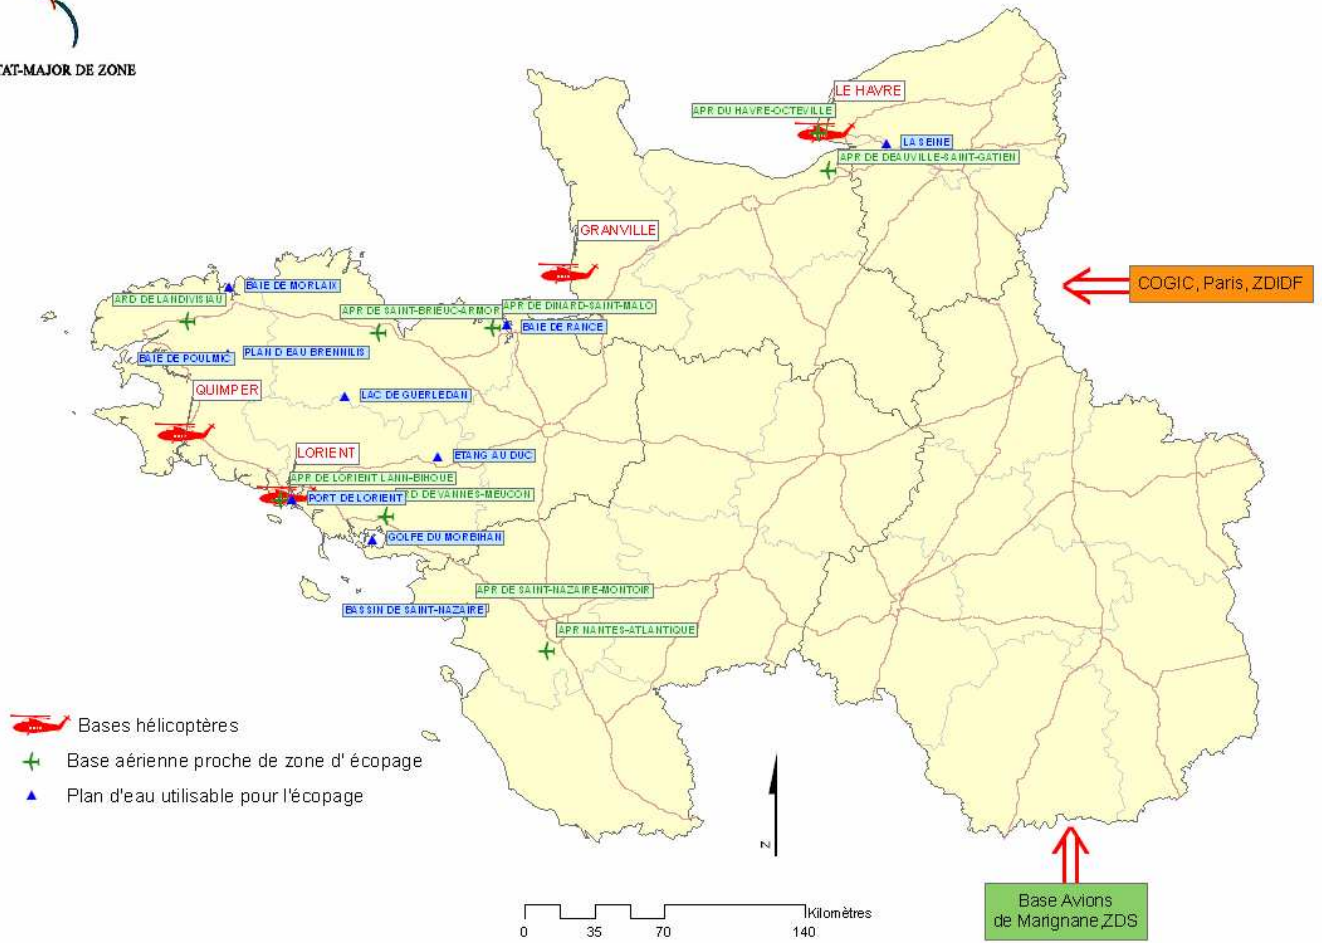 TAT-MAJOR DE ZONE
LE HAVRE
APR DU HAVRE-OCTEVILLE
LA SEINE
APR DE DEAUVILLE-SAINT-GATIEN
GRANVILLE
COGIC, Paris, ZDIDF
BAIE DE MORLAIX
ARD DE LANDIVISIAU
APR DE SAINT-BRIEUC-ARMOR
APR DE DINARD-SAINT-MALO
BAIE DE RANCE
BAIE DE POULMIC
PLAN D EAU BRENNILIS
QUIMPER
LAC DE GUERLEDAN
LORIENT
ETANG AU DUC
APR DE LORIENT LANN-BIHOUE
PORT DE LORIENT
RD DE VANNES-MEUCON
GOLFE DU MORBIHAN
APR DE SAINT-NAZAIRE-MONTOIR
BASSIN DE SAINT-NAZAIRE
APR NANTES-ATLANTIQUE
Bases hélicoptères
Base aérienne proche de zone d' écopage
Plan d'eau utilisable pour l'écopage
N
Kilomètres
0 35 70 140
Base Avions
de Marignane,ZDS